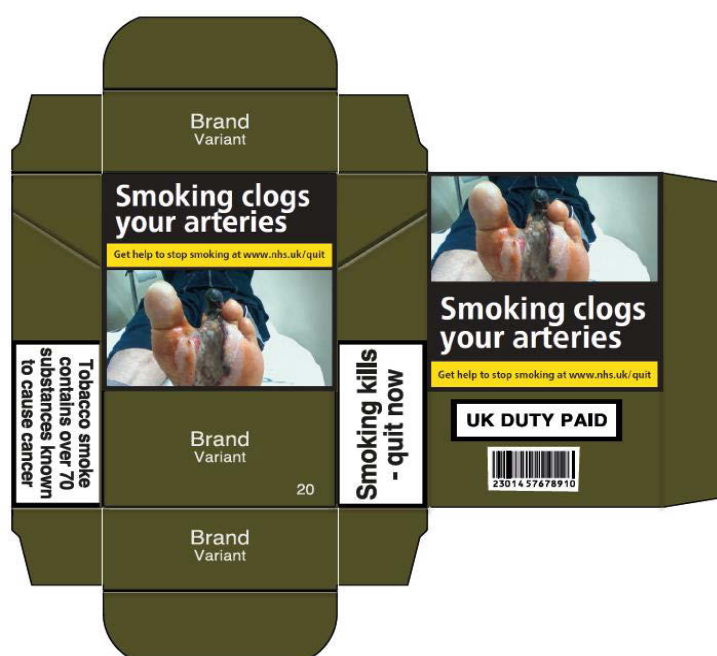 Brand
Variant
Smoking clogs
your arteries
Get help to stop smoking at www.nhs.uk/quit
Smoking clogs
your arteries
Get help to stop smoking at www.nhs.uk/quit
Tobacco smoke
contains over 70
substances known
to cause cancer
Brand
Variant
20
Smoking kills
- quit now
UK DUTY PAID
2301457678910
Brand
Variant